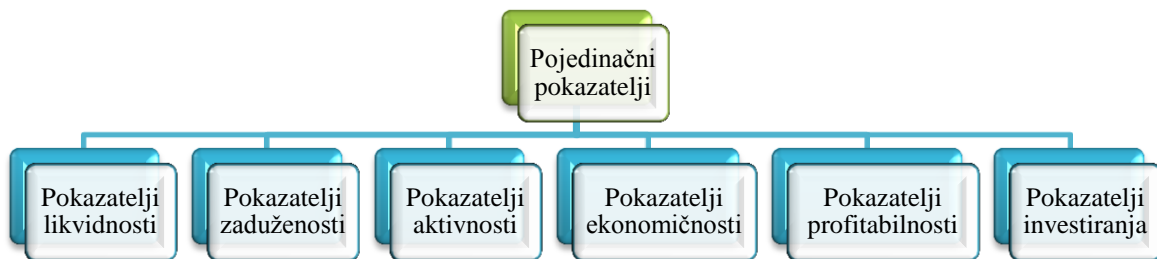 Pojedinačni
pokazatelji
Pokazatelji
likvidnosti
Pokazatelji
zaduženosti
Pokazatelji
aktivnosti
Pokazatelji
ekonomičnosti
Pokazatelji
profitabilnosti
Pokazatelji
investiranja